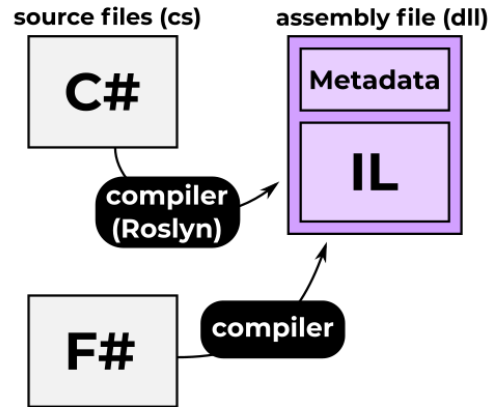 source files (cs)
assembly file (dll)
C#
Metadata
IL
compiler
(Roslyn)
compiler
F#